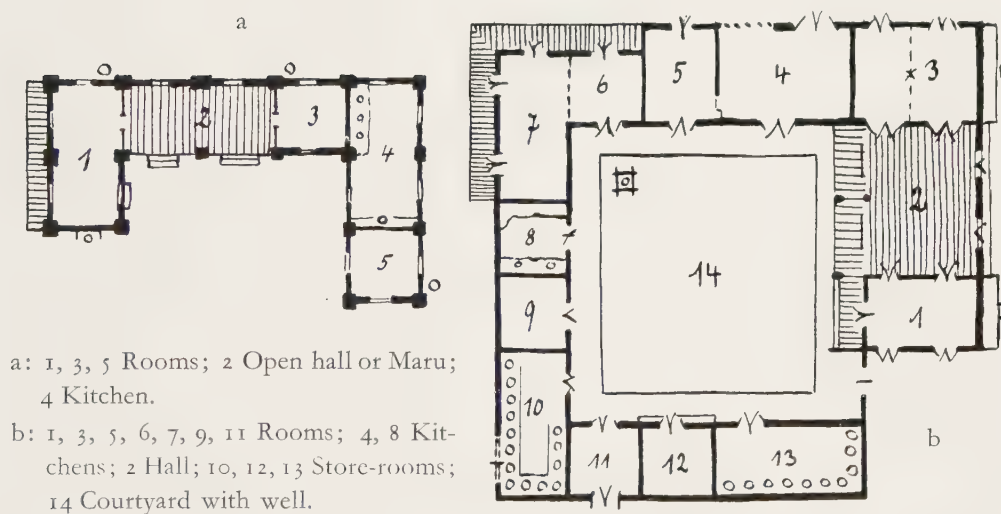 a
1
2
3
4
5
a: 1, 3, 5 Rooms; 2 Open hall or Maru;
4 Kitchen.
b: 1, 3, 5, 6, 7, 9, 11 Rooms; 4, 8 Kit-
chens; 2 Hall; 10, 12, 13 Store-rooms;
14 Courtyard with well.
7
6
5
4
3
2
8
14
9
1
10
11
12
13
b